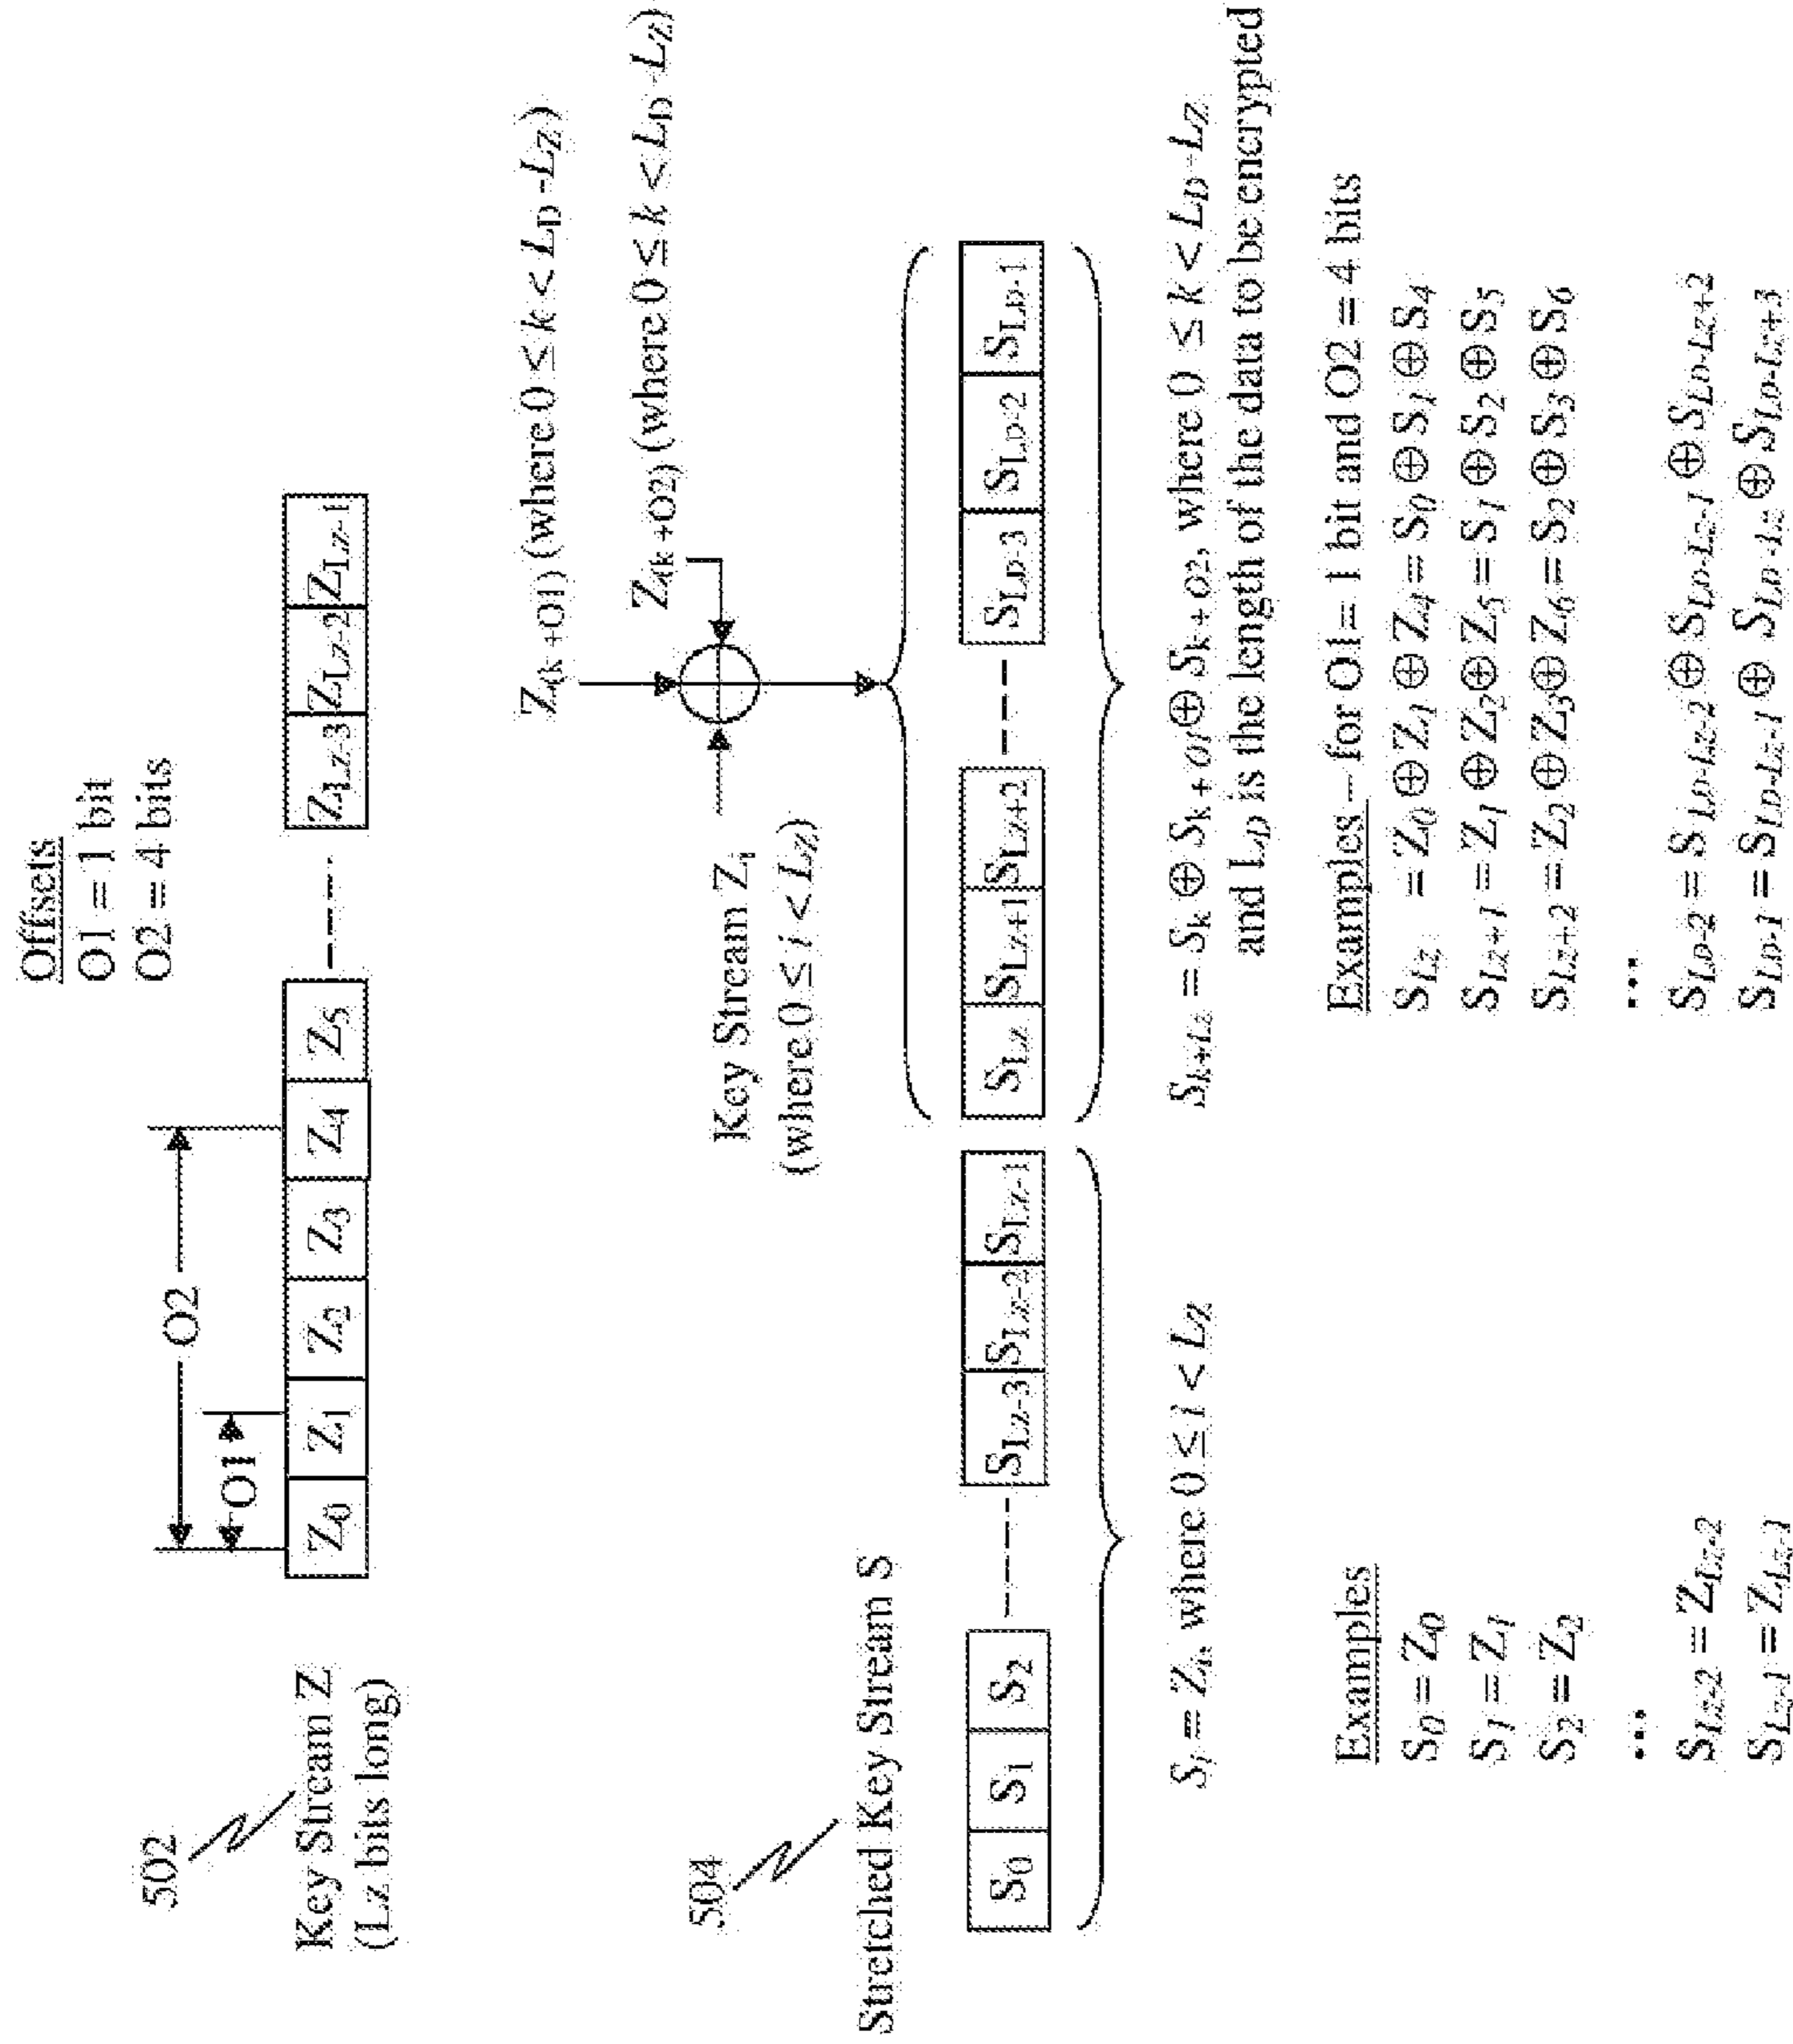 Offsets
O1 = 1 bit
O2 = 4 bits
502
O2
O1
Key Stream Z
(Lz bits long)
Z0 Z1 Z2 Z3 Z4 Z5 ---- ZLZ-3 ZLZ-2 ZLZ-1
Z(k+O1) (where 0 ≤ k < LD-LZ)
Z(k+O2) (where 0 ≤ k < LD-LZ)
Key Stream Zi
(where 0 ≤ i < LZ)
504
Stretched Key Stream S
S0 S1 S2 ---- SLZ-3 SLZ-2 SLZ-1 SLZ SLZ+1 SLZ+2 ---- SLD-3 SLD-2 SLD-1
Si = Zi, where 0 ≤ i < LZ
Sk+LZ = Sk ⊕ Sk+O1 ⊕ Sk+O2, where 0 ≤ k < LD-LZ
and LD is the length of the data to be encrypted
Examples
S0 = Z0
S1 = Z1
S2 = Z2
...
SLZ-2 = ZLZ-2
SLZ-1 = ZLZ-1
Examples – for O1 = 1 bit and O2 = 4 bits
SLZ = Z0 ⊕ Z1 ⊕ Z4 = S0 ⊕ S1 ⊕ S4
SLZ+1 = Z1 ⊕ Z2 ⊕ Z5 = S1 ⊕ S2 ⊕ S5
SLZ+2 = Z2 ⊕ Z3 ⊕ Z6 = S2 ⊕ S3 ⊕ S6
...
SLD-2 = SLD-LZ-2 ⊕ SLD-LZ-1 ⊕ SLD-LZ+2
SLD-1 = SLD-LZ-1 ⊕ SLD-LZ ⊕ SLD-LZ+3